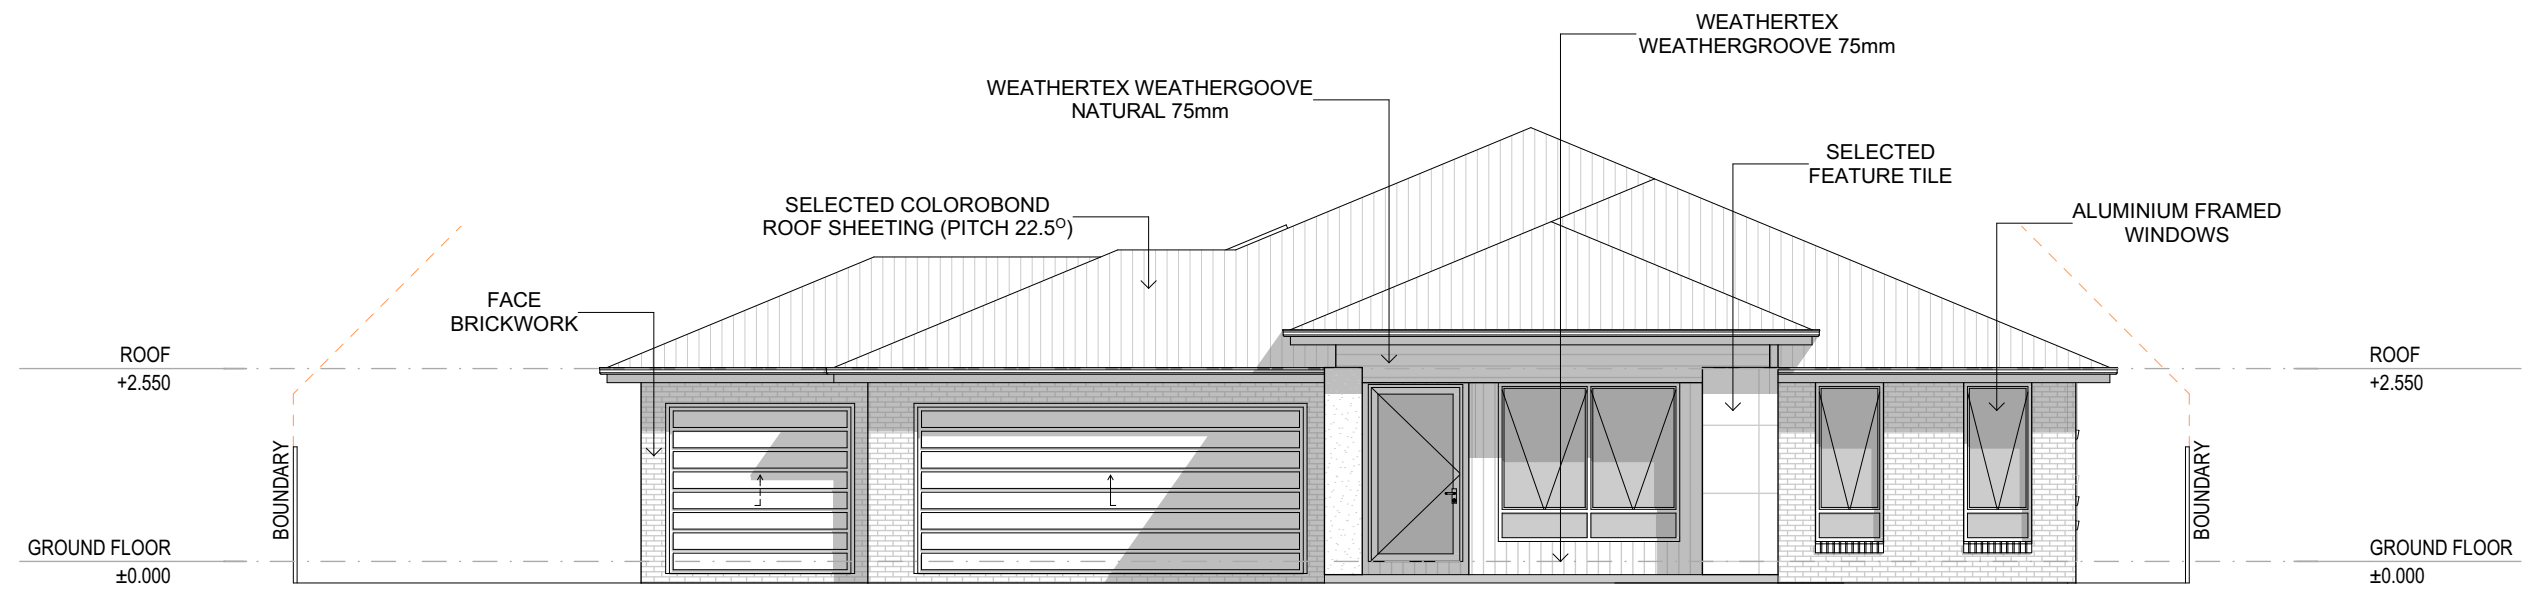 WEATHERTEX
WEATHERGROOVE 75mm
WEATHERTEX WEATHERGOOVE
NATURAL 75mm
SELECTED
FEATURE TILE
SELECTED COLOROBOND
ROOF SHEETING (PITCH 22.5°)
ALUMINIUM FRAMED
WINDOWS
FACE
BRICKWORK
ROOF
+2.550
ROOF
+2.550
BOUNDARY
BOUNDARY
GROUND FLOOR
±0.000
GROUND FLOOR
±0.000